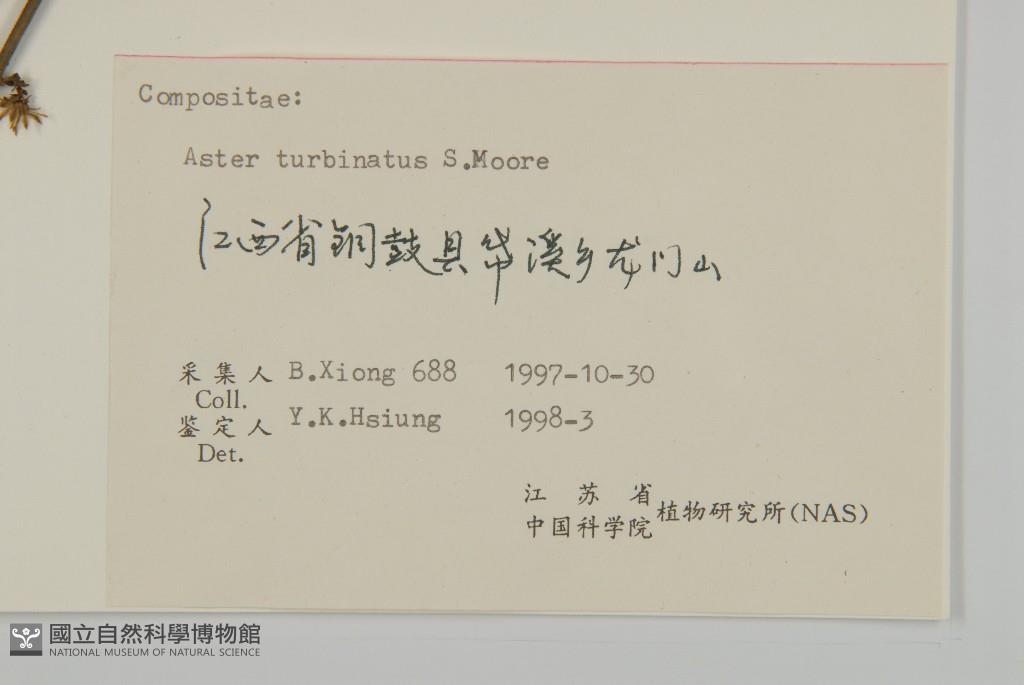 Compositae:
Aster turbinatus S.Moore
江西省铜鼓县带溪乡龙门山
采集人 B.Xiong 688 1997-10-30
Coll.
鉴定人 Y.K.Hsiung 1998-3
Det.
江苏省
中国科学院 植物研究所(NAS)
國立自然科學博物館
NATIONAL MUSEUM OF NATURAL SCIENCE